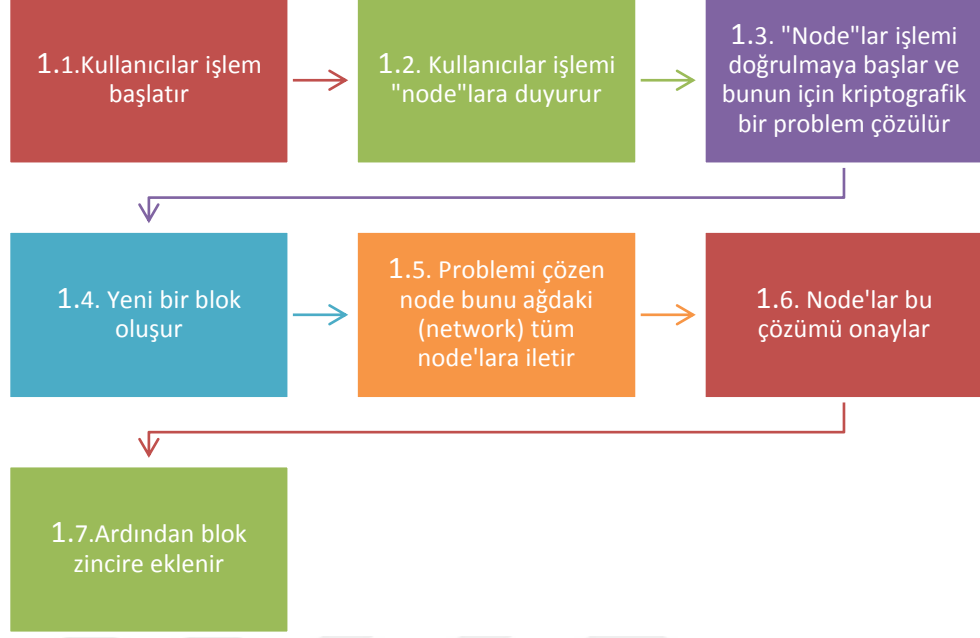 1.1.Kullanıcılar işlem
başlatır
1.2. Kullanıcılar işlemi
"node"lara duyurur
1.3. "Node"lar işlemi
doğrulmaya başlar ve
bunun için kriptografik
bir problem çözülür
1.4. Yeni bir blok
oluşur
1.5. Problemi çözen
node bunu ağdaki
(network) tüm
node'lara iletir
1.6. Node'lar bu
çözümü onaylar
1.7.Ardından blok
zincire eklenir